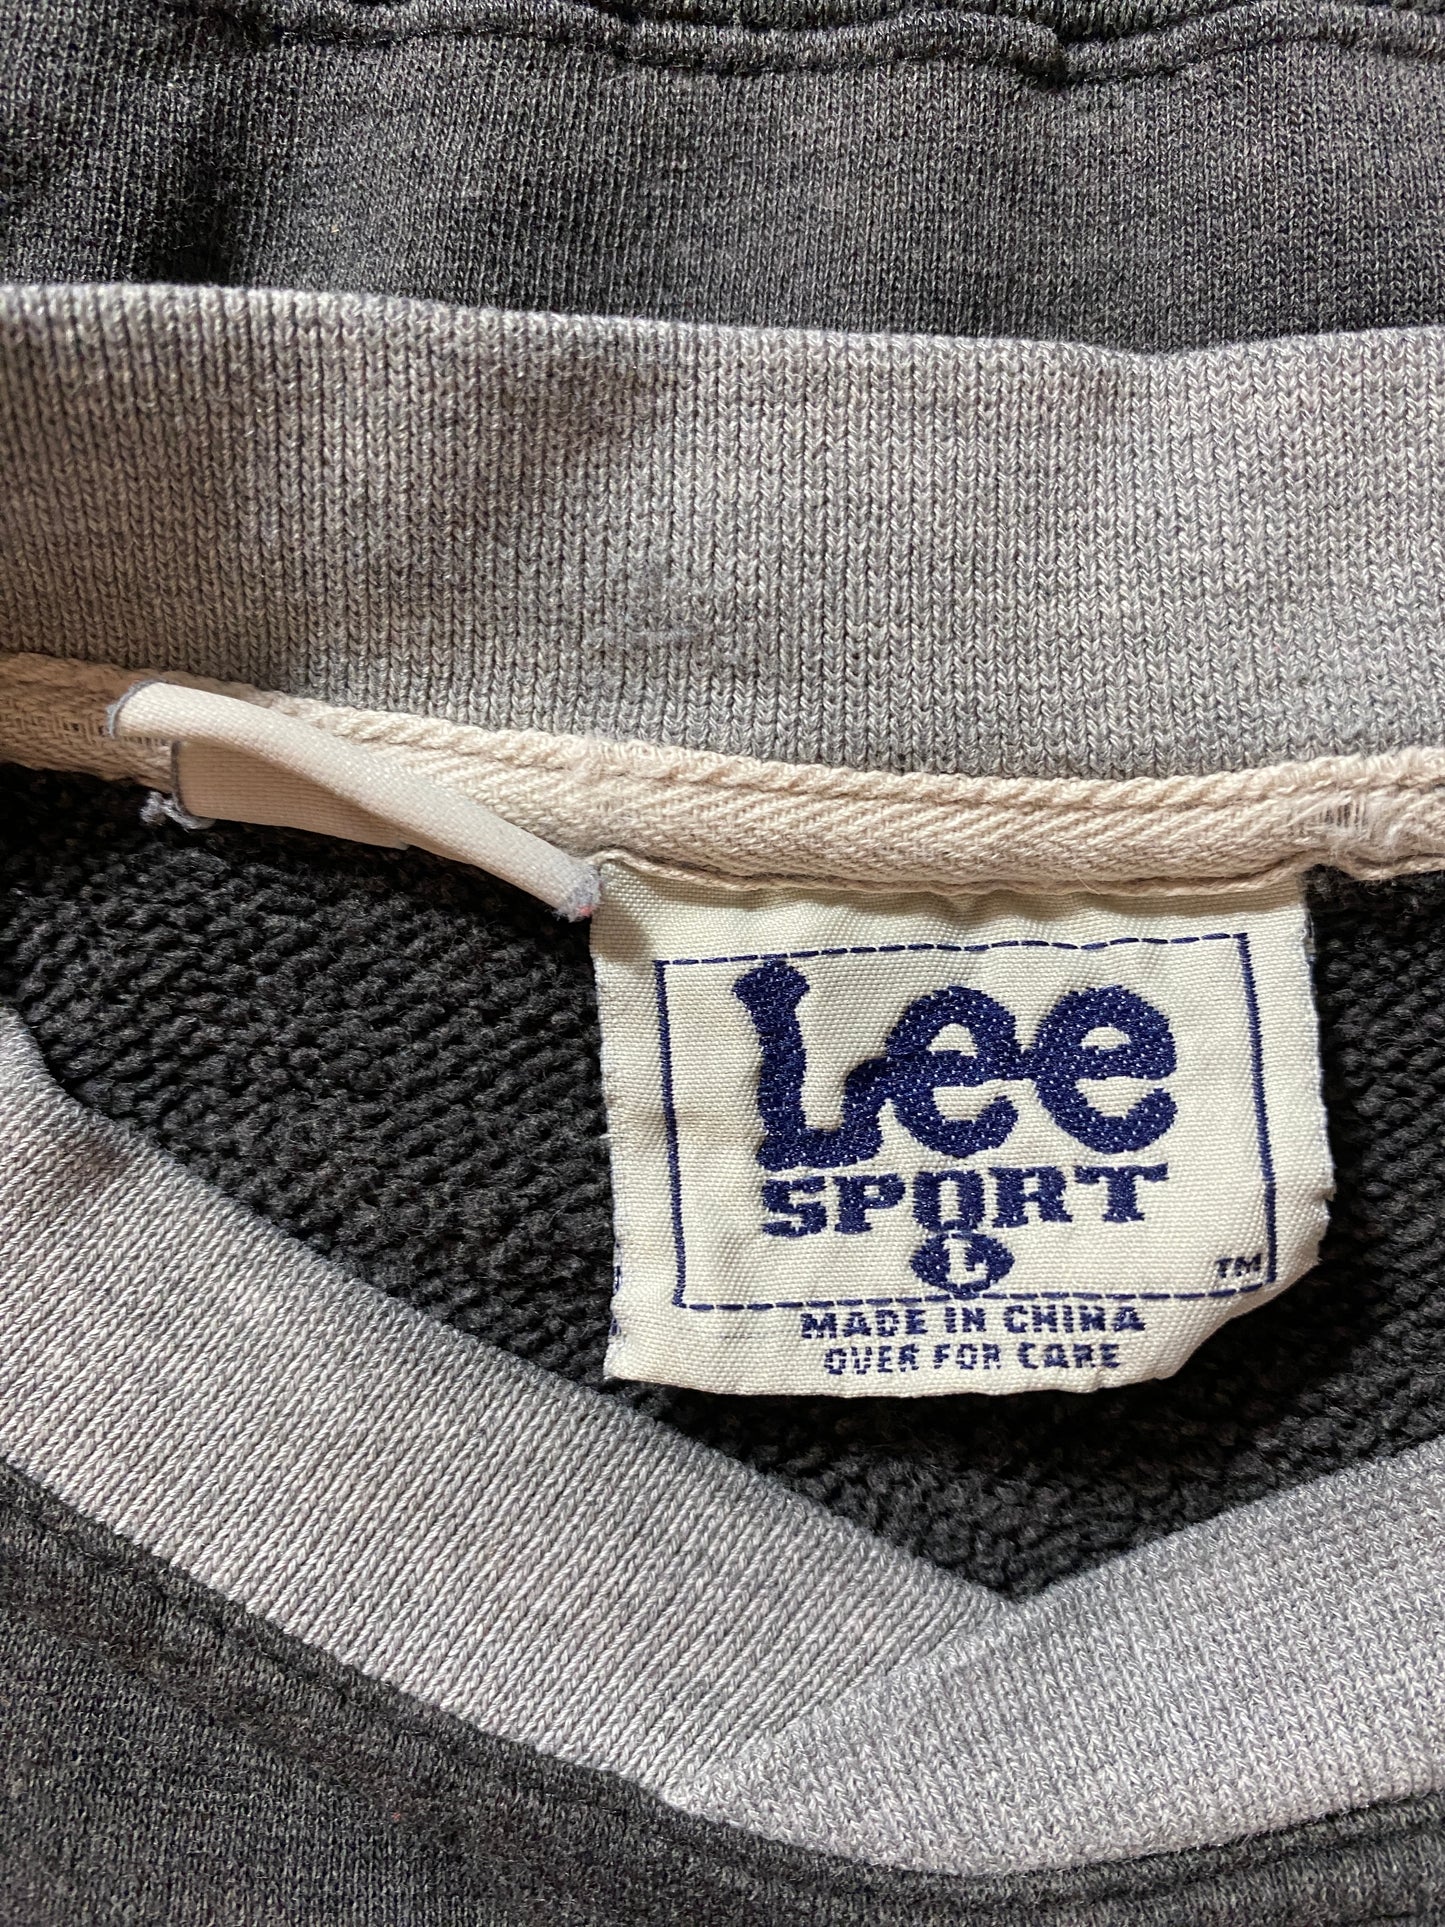 Lee
SPORT
L
TM
MADE IN CHINA
OVER FOR CARE